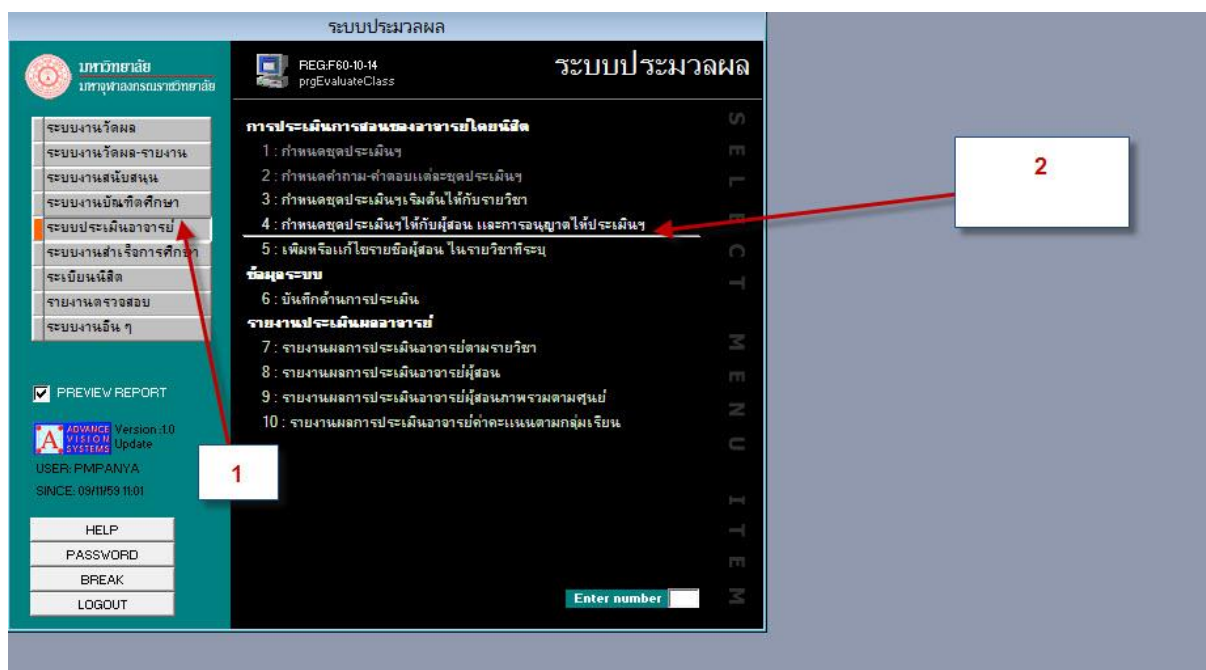 ระบบประมวลผล
มหาวิทยาลัย
มหาจุฬาลงกรณราชวิทยาลัย
REG:F60-10-14
prgEvaluateClass
ระบบประมวลผล
ระบบงานวัดผล
ระบบงานวัดผล-รายงาน
ระบบงานสนับสนุน
ระบบงานบัณฑิตศึกษา
ระบบประเมินอาจารย์
ระบบงานสำเร็จการศึกษา
ระเบียนนิสิต
รายงานตรวจสอบ
ระบบงานอื่น ๆ
PREVIEW REPORT
A ADVANCE VISION SYSTEMS
Version :1.0
Update
USER: PMPANYA
SINCE: 09/11/59 11:01
HELP
PASSWORD
BREAK
LOGOUT
การประเมินการสอนของอาจารย์โดยนิสิต
1 : กำหนดชุดประเมินฯ
2 : กำหนดคำถาม-คำตอบแต่ละชุดประเมินฯ
3 : กำหนดชุดประเมินฯเริ่มต้นให้กับรายวิชา
4 : กำหนดชุดประเมินฯให้กับผู้สอน และการอนุญาตให้ประเมินฯ
5 : เพิ่มหรือแก้ไขรายชื่อผู้สอน ในรายวิชาที่ระบุ
ข้อมูลระบบ
6 : บันทึกด้านการประเมิน
รายงานประเมินผลอาจารย์
7 : รายงานผลการประเมินอาจารย์ตามรายวิชา
8 : รายงานผลการประเมินอาจารย์ผู้สอน
9 : รายงานผลการประเมินอาจารย์ผู้สอนภาพรวมตามศูนย์
10 : รายงานผลการประเมินอาจารย์ค่าคะแนนตามกลุ่มเรียน
Enter number
SELECT MENU ITEM
1
2